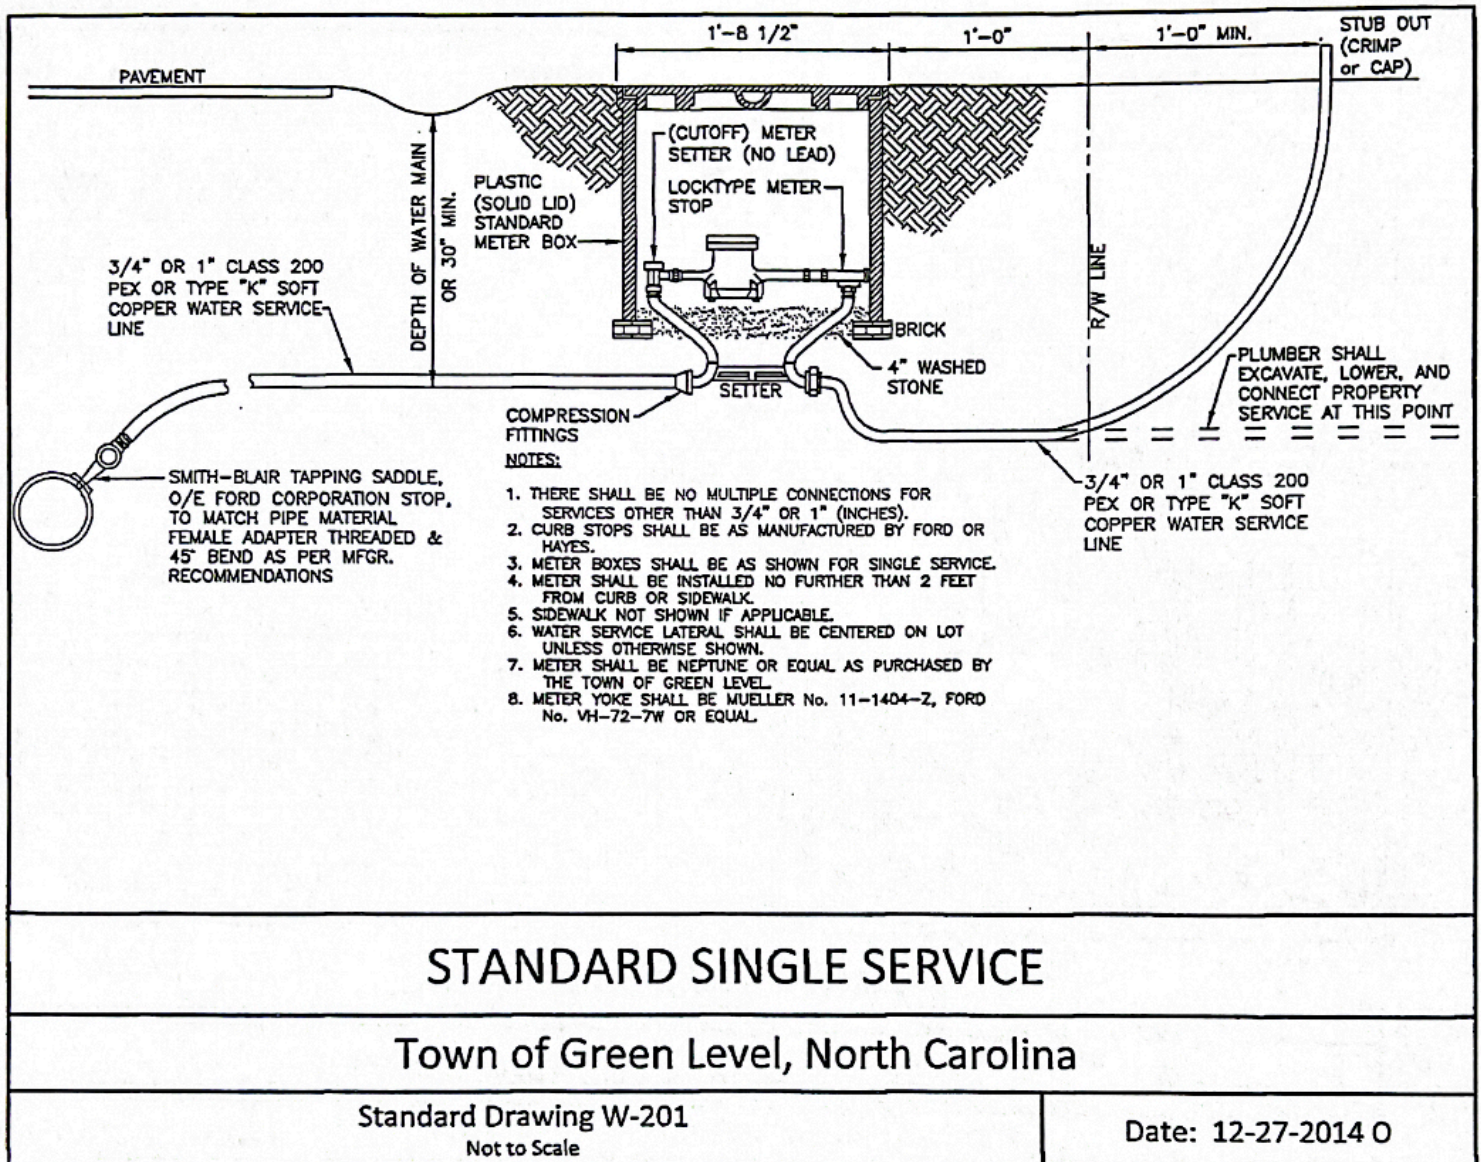 1'-8 1/2"
1'-0"
1'-0" MIN.
STUB OUT
(CRIMP
or CAP)
PAVEMENT
(CUTOFF) METER
SETTER (NO LEAD)
LOCKTYPE METER
STOP
PLASTIC
(SOLID LID)
STANDARD
METER BOX
DEPTH OF WATER MAIN
OR 30" MIN.
3/4" OR 1" CLASS 200
PEX OR TYPE "K" SOFT
COPPER WATER SERVICE
LINE
R/W LINE
BRICK
4" WASHED
STONE
SETTER
PLUMBER SHALL
EXCAVATE, LOWER, AND
CONNECT PROPERTY
SERVICE AT THIS POINT
COMPRESSION
FITTINGS
SMITH-BLAIR TAPPING SADDLE,
O/E FORD CORPORATION STOP,
TO MATCH PIPE MATERIAL
FEMALE ADAPTER THREADED &
45° BEND AS PER MFGR.
RECOMMENDATIONS
3/4" OR 1" CLASS 200
PEX OR TYPE "K" SOFT
COPPER WATER SERVICE
LINE
NOTES:
1. THERE SHALL BE NO MULTIPLE CONNECTIONS FOR
SERVICES OTHER THAN 3/4" OR 1" (INCHES).
2. CURB STOPS SHALL BE AS MANUFACTURED BY FORD OR
HAYES.
3. METER BOXES SHALL BE AS SHOWN FOR SINGLE SERVICE.
4. METER SHALL BE INSTALLED NO FURTHER THAN 2 FEET
FROM CURB OR SIDEWALK.
5. SIDEWALK NOT SHOWN IF APPLICABLE.
6. WATER SERVICE LATERAL SHALL BE CENTERED ON LOT
UNLESS OTHERWISE SHOWN.
7. METER SHALL BE NEPTUNE OR EQUAL AS PURCHASED BY
THE TOWN OF GREEN LEVEL.
8. METER YOKE SHALL BE MUELLER No. 11-1404-Z, FORD
No. VH-72-7W OR EQUAL.
STANDARD SINGLE SERVICE
Town of Green Level, North Carolina
Standard Drawing W-201
Not to Scale
Date: 12-27-2014 O